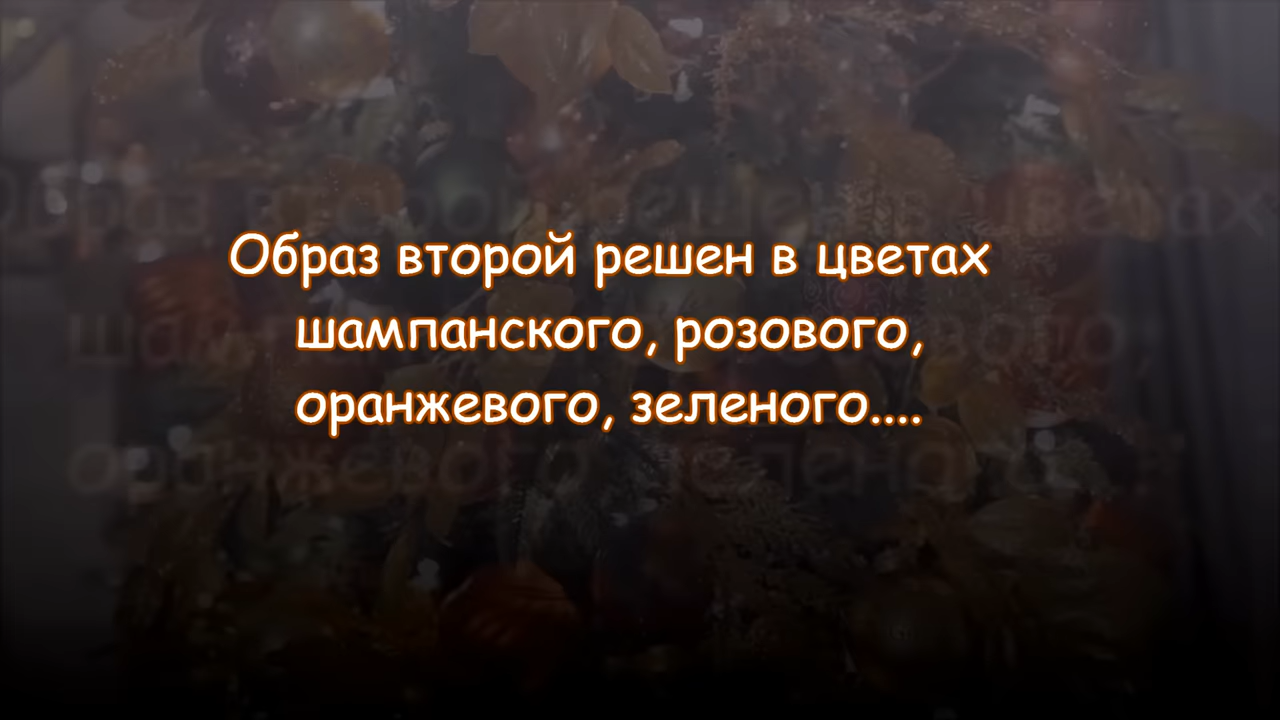 Образ второй решен в цветах
шампанского, розового,
оранжевого, зеленого....